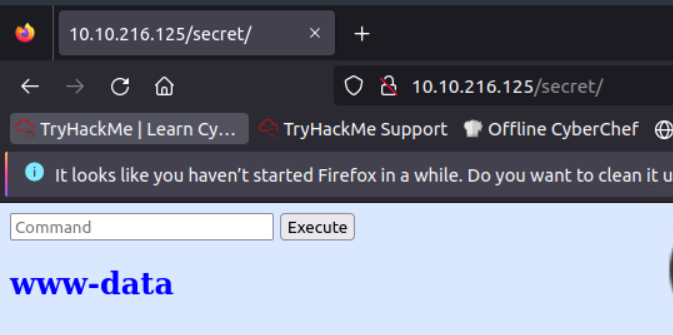 10.10.216.125/secret/
10.10.216.125/secret/
TryHackMe | Learn Cy... TryHackMe Support Offline CyberChef
It looks like you haven't started Firefox in a while. Do you want to clean it u
Command Execute
www-data